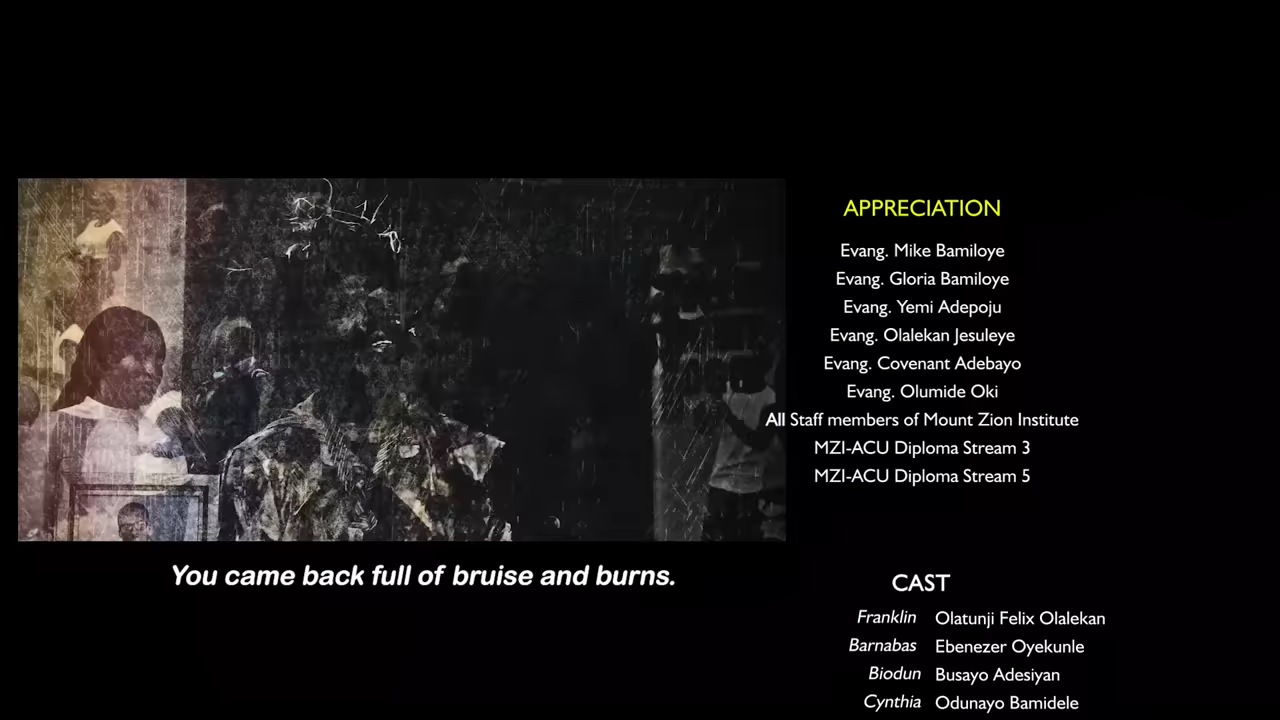 APPRECIATION
Evang. Mike Bamiloye
Evang. Gloria Bamiloye
Evang. Yemi Adepoju
Evang. Olalekan Jesuleye
Evang. Covenant Adebayo
Evang. Olumide Oki
All Staff members of Mount Zion Institute
MZI-ACU Diploma Stream 3
MZI-ACU Diploma Stream 5
You came back full of bruise and burns.
CAST
Franklin Olatunji Felix Olalekan
Barnabas Ebenezer Oyekunle
Biodun Busayo Adesiyan
Cynthia Odunayo Bamidele